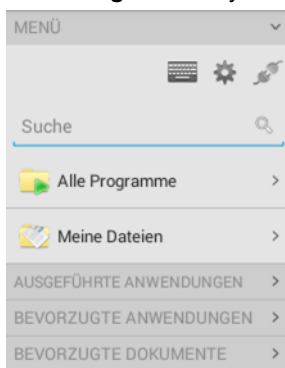 MENÜ
Suche
Alle Programme
Meine Dateien
AUSGEFÜHRTE ANWENDUNGEN
BEVORZUGTE ANWENDUNGEN
BEVORZUGTE DOKUMENTE